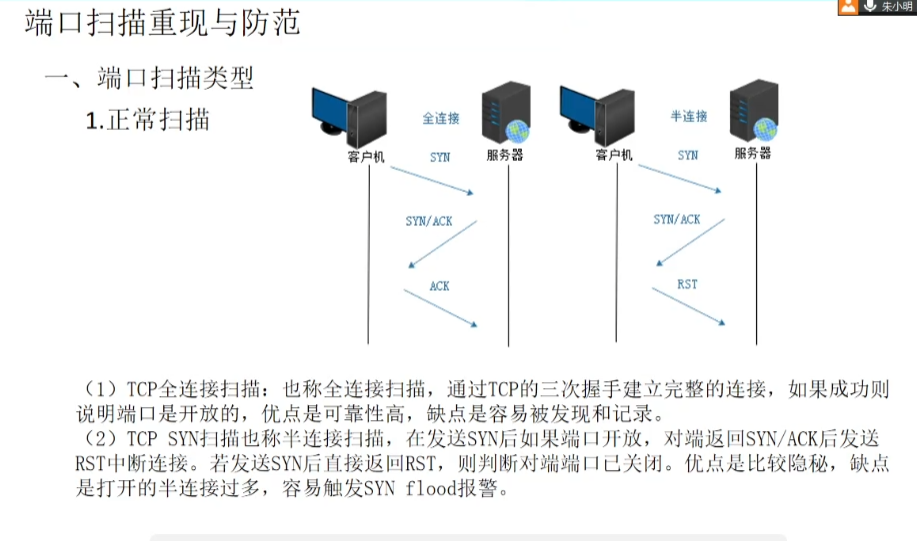 端口扫描重现与防范
朱小明
一、端口扫描类型
1.正常扫描
全连接
客户机
SYN
服务器
SYN/ACK
ACK
半连接
客户机
SYN
服务器
SYN/ACK
RST
（1）TCP全连接扫描：也称全连接扫描，通过TCP的三次握手建立完整的连接，如果成功则
说明端口是开放的，优点是可靠性高，缺点是容易被发现和记录。
（2）TCP SYN扫描也称半连接扫描，在发送SYN后如果端口开放，对端返回SYN/ACK后发送
RST中断连接。若发送SYN后直接返回RST，则判断对端端口已关闭。优点是比较隐秘，缺点
是打开的半连接过多，容易触发SYN flood报警。